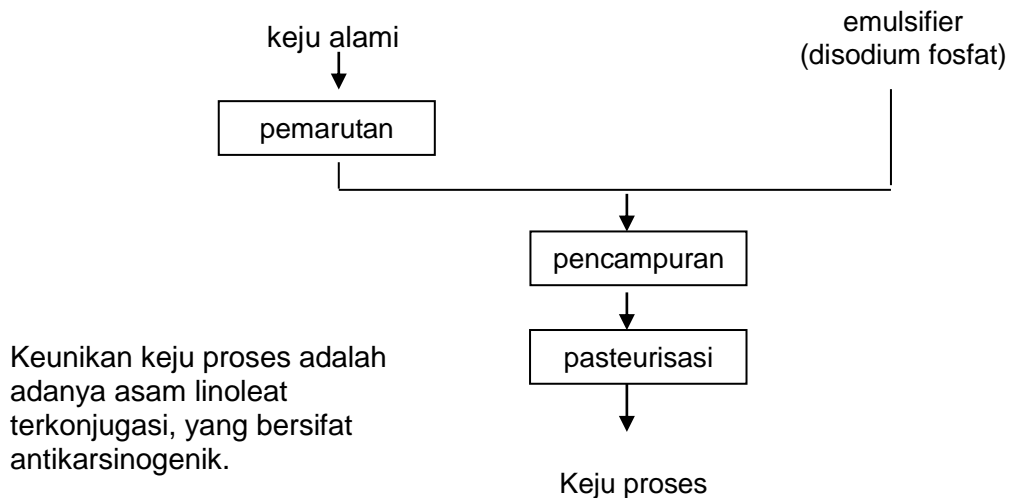 keju alami
emulsifier
(disodium fosfat)
pemarutan
pencampuran
pasteurisasi
Keunikan keju proses adalah
adanya asam linoleat
terkonjugasi, yang bersifat
antikarsinogenik.
Keju proses